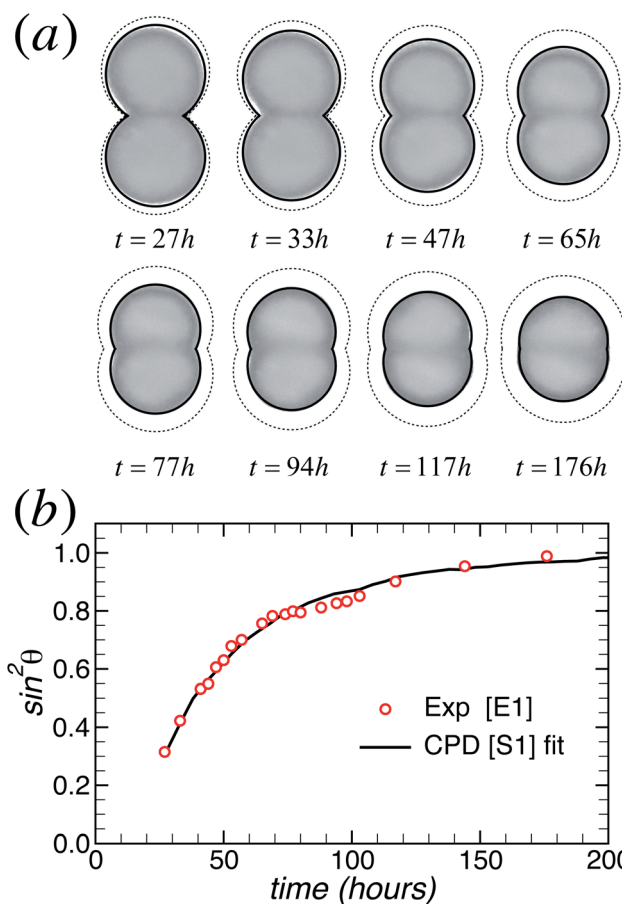 (a)
t = 27h t = 33h t = 47h t = 65h
t = 77h t = 94h t = 117h t = 176h
(b)
1.0
0.8
0.6
0.4
0.2
0.0
sin²θ
Exp [E1]
CPD [S1] fit
0 50 100 150 200
time (hours)